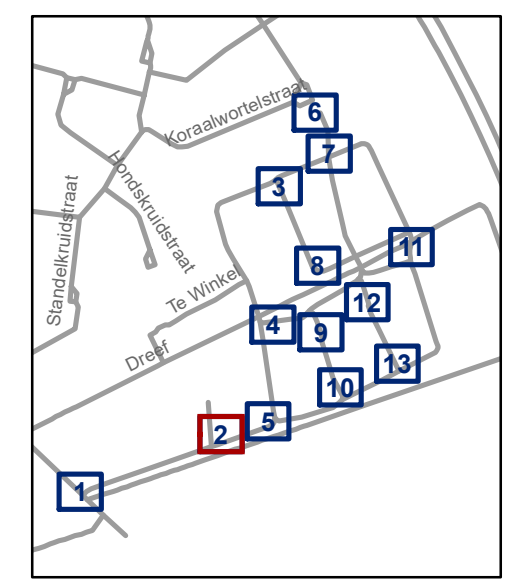 6
Koraalwortelstraat
7
Hondskruidstraat
3
Standelkruidstraat
11
8
Te Winkel
12
4
9
Dreef
13
10
5
2
1